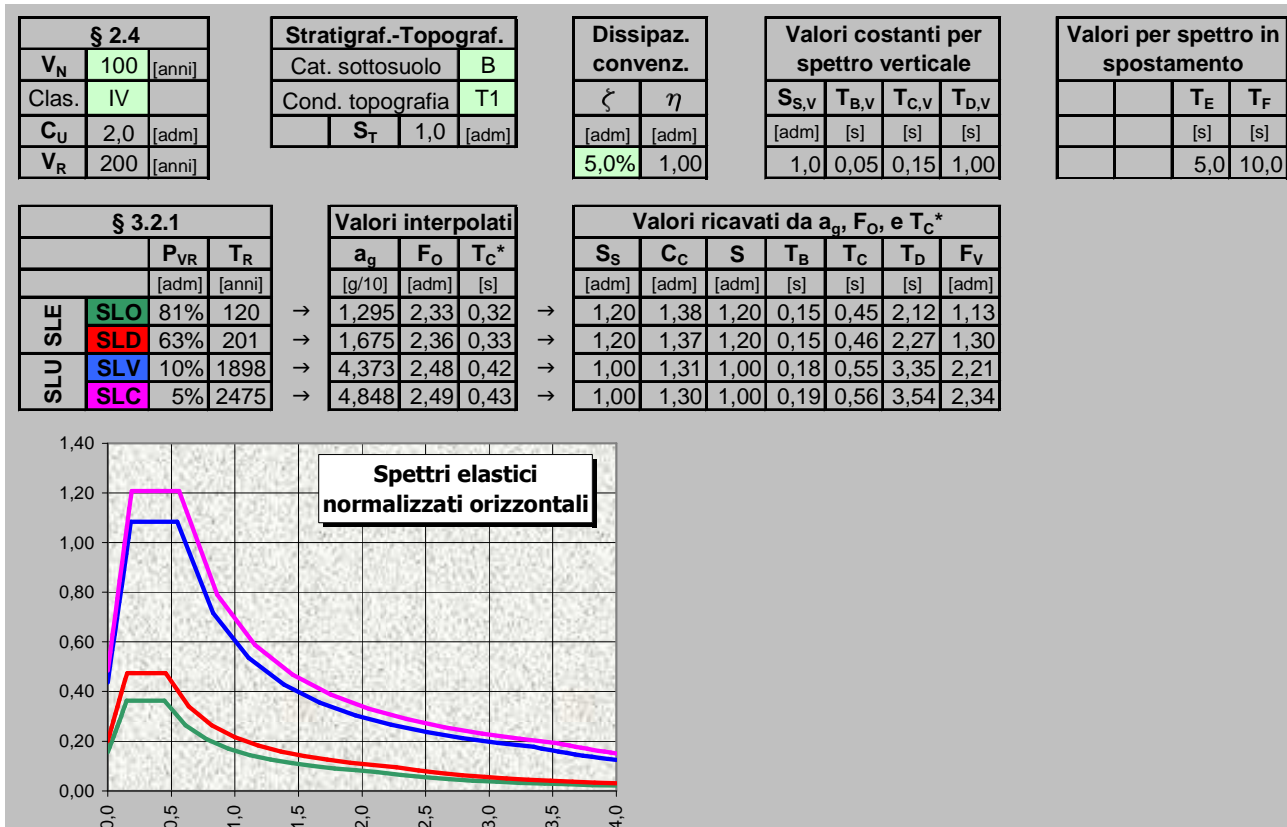 § 2.4
V_N 100 [anni]
Clas. IV
C_U 2,0 [adm]
V_R 200 [anni]
Stratigraf.-Topograf.
Cat. sottosuolo B
Cond. topografia T1
S_T 1,0 [adm]
Dissipaz.
convenz.
ζ η
[adm] [adm]
5,0% 1,00
Valori costanti per
spettro verticale
S_S,V T_B,V T_C,V T_D,V
[adm] [s] [s] [s]
1,0 0,05 0,15 1,00
Valori per spettro in
spostamento
T_E T_F
[s] [s]
5,0 10,0
§ 3.2.1
P_VR T_R
[adm] [anni]
Valori interpolati
a_g F_O T_C*
[g/10] [adm] [s]
Valori ricavati da a_g, F_O, e T_C*
S_S C_C S T_B T_C T_D F_V
[adm] [adm] [adm] [s] [s] [s] [adm]
SLE
SLO 81% 120 → 1,295 2,33 0,32 → 1,20 1,38 1,20 0,15 0,45 2,12 1,13
SLD 63% 201 → 1,675 2,36 0,33 → 1,20 1,37 1,20 0,15 0,46 2,27 1,30
SLU
SLV 10% 1898 → 4,373 2,48 0,42 → 1,00 1,31 1,00 0,18 0,55 3,35 2,21
SLC 5% 2475 → 4,848 2,49 0,43 → 1,00 1,30 1,00 0,19 0,56 3,54 2,34
Spettri elastici
normalizzati orizzontali
1,40
1,20
1,00
0,80
0,60
0,40
0,20
0,00
0,0 0,5 1,0 1,5 2,0 2,5 3,0 3,5 4,0